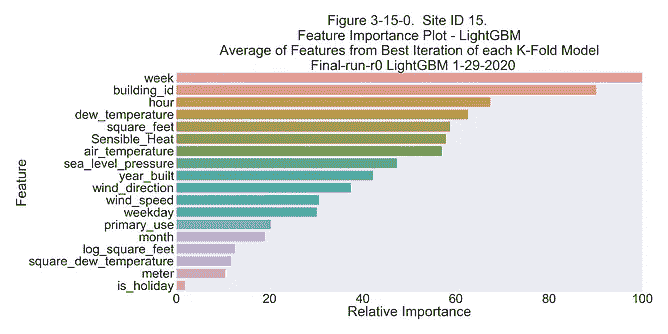 Figure 3-15-0. Site ID 15.
Feature Importance Plot - LightGBM
Average of Features from Best Iteration of each K-Fold Model
Final-run-r0 LightGBM 1-29-2020
week
building_id
hour
dew_temperature
square_feet
Sensible_Heat
air_temperature
sea_level_pressure
year_built
wind_direction
wind_speed
weekday
primary_use
month
log_square_feet
square_dew_temperature
meter
is_holiday
Feature
0 20 40 60 80 100
Relative Importance